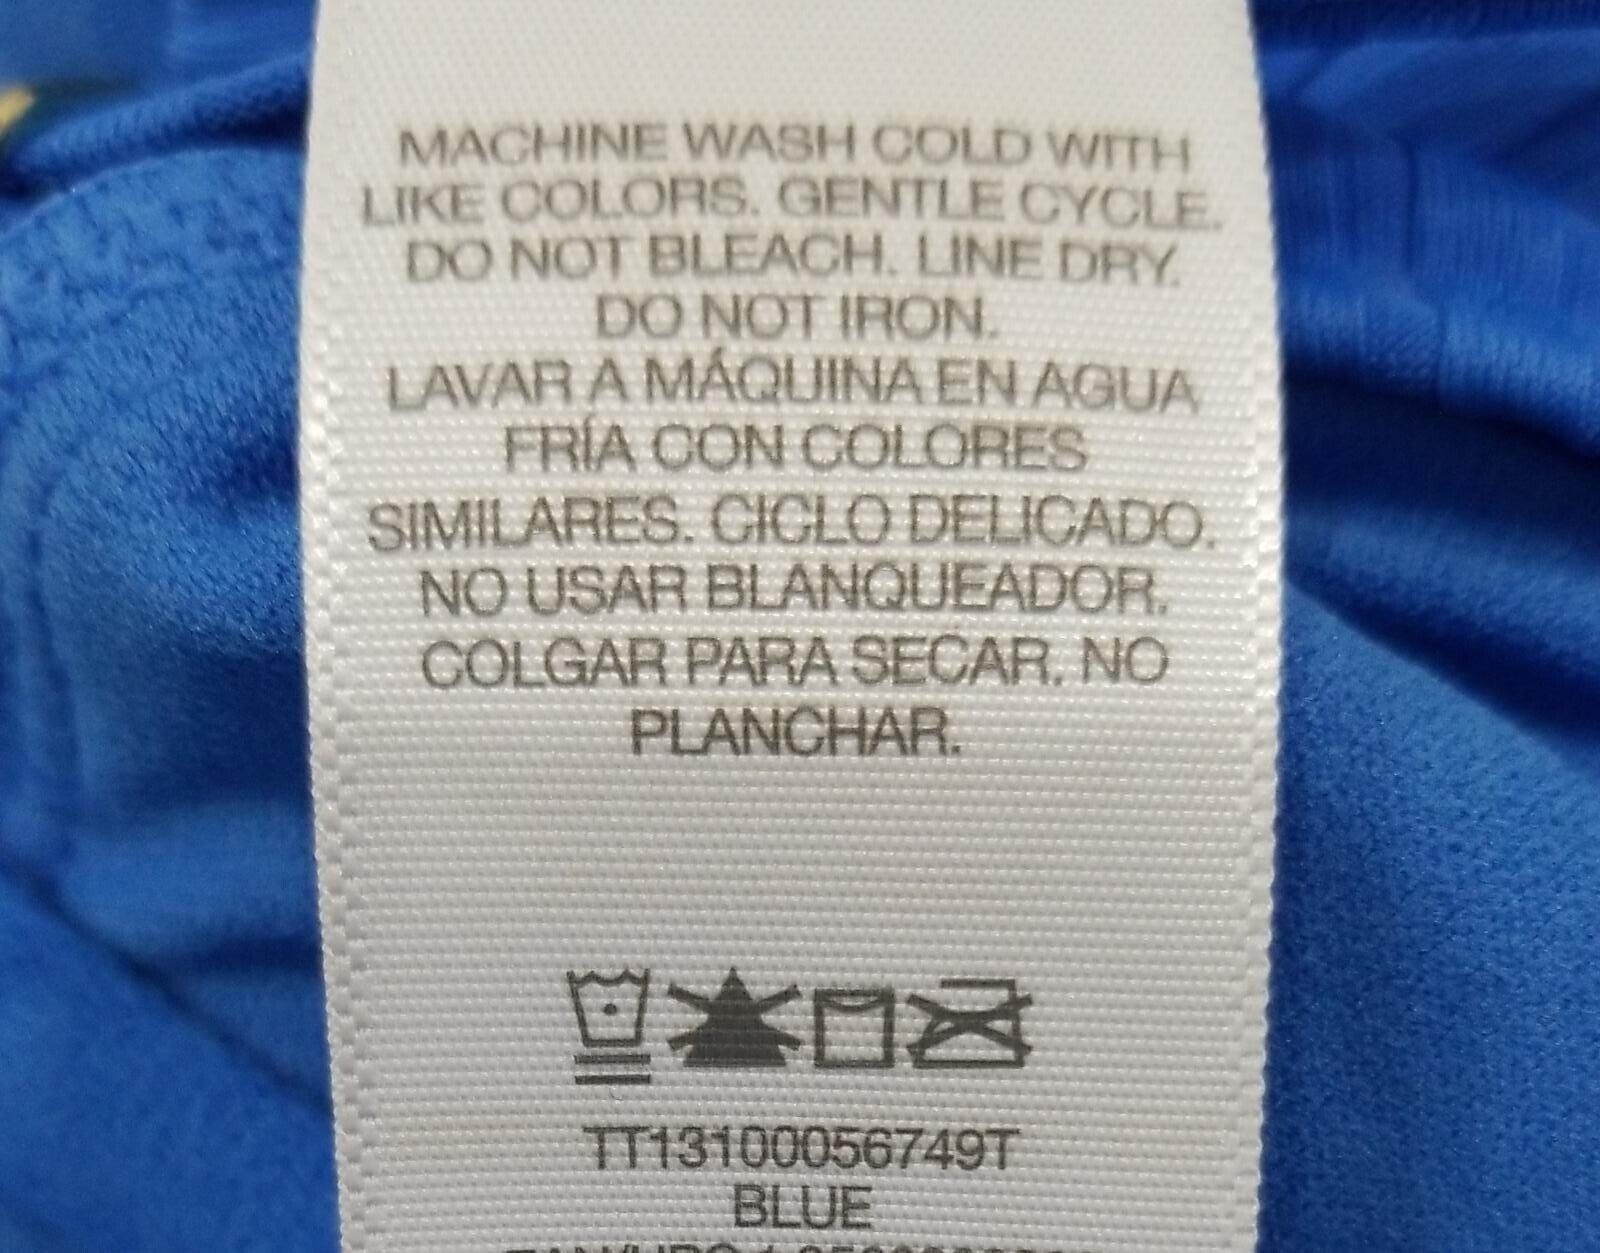 MACHINE WASH COLD WITH
LIKE COLORS. GENTLE CYCLE.
DO NOT BLEACH. LINE DRY.
DO NOT IRON.
LAVAR A MÁQUINA EN AGUA
FRÍA CON COLORES
SIMILARES. CICLO DELICADO.
NO USAR BLANQUEADOR.
COLGAR PARA SECAR. NO
PLANCHAR.
TT13100056749T
BLUE